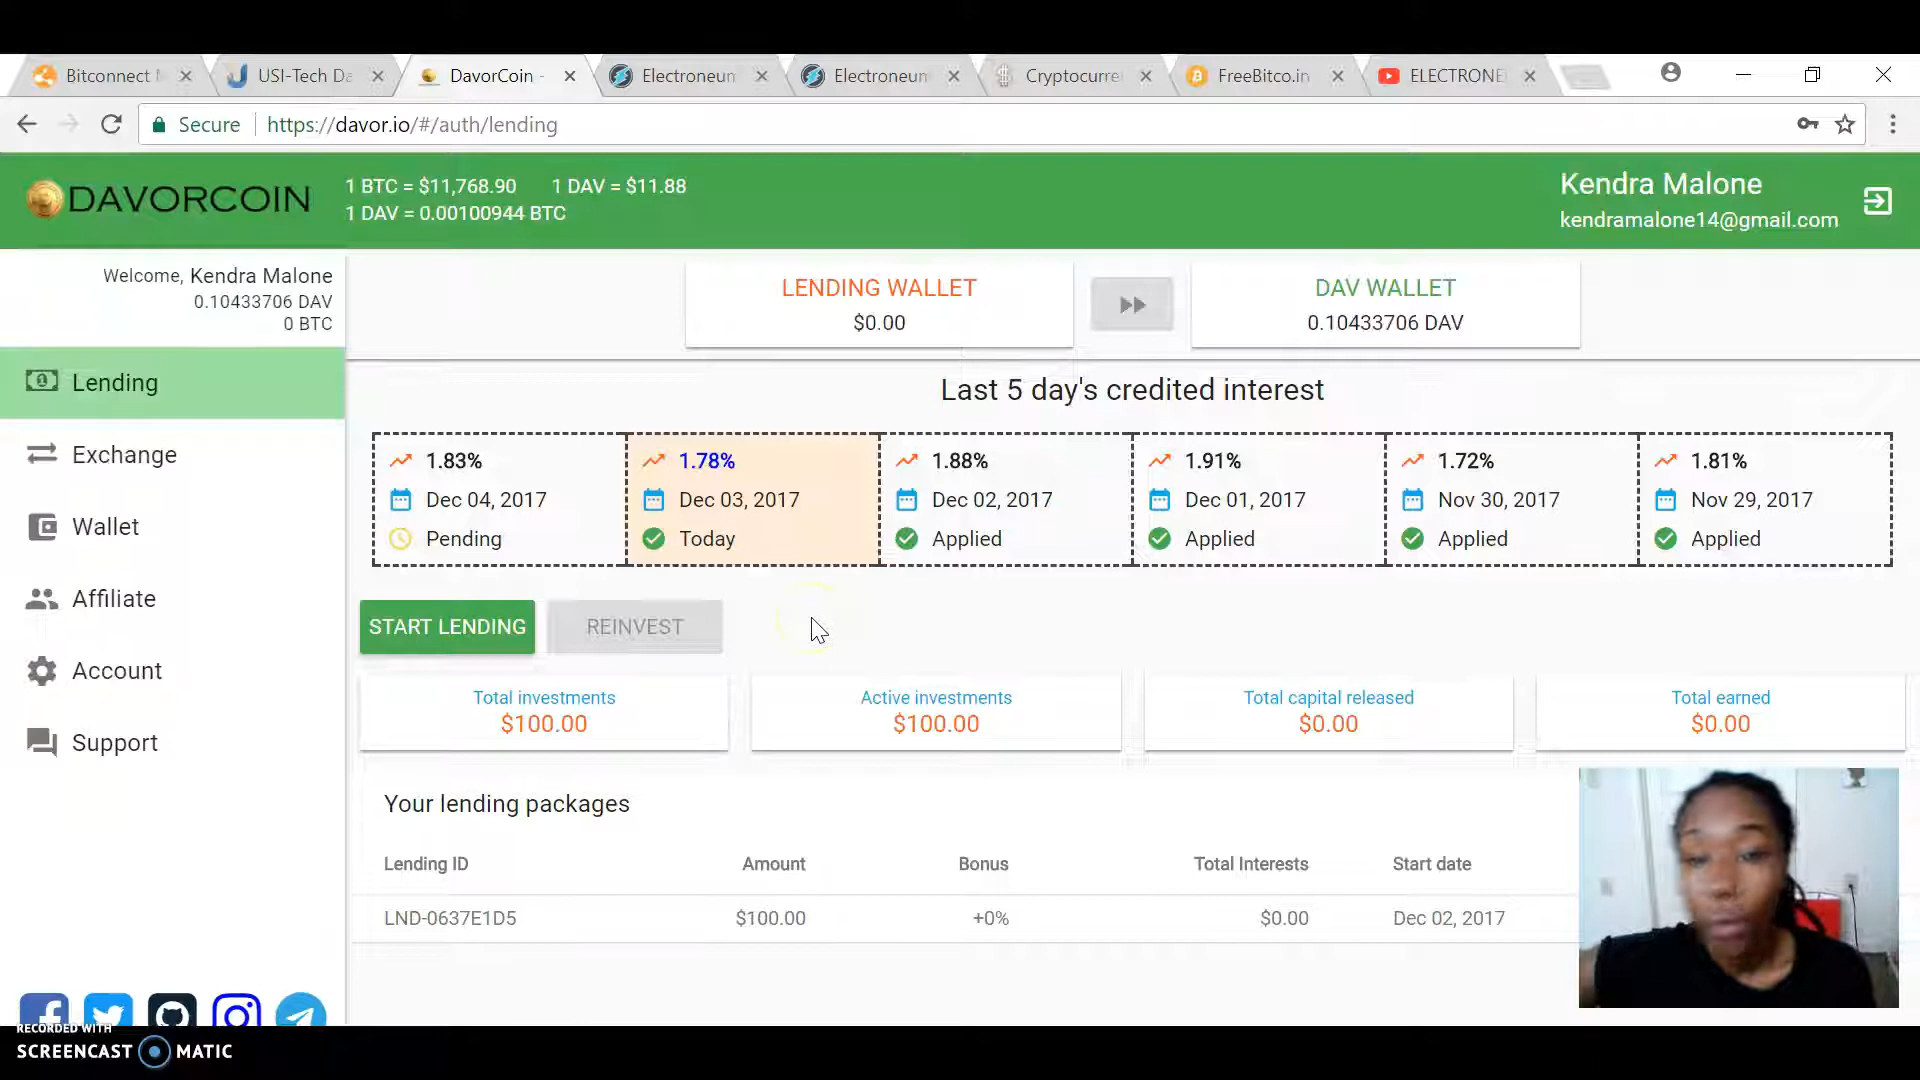 Bitconnect
USI-Tech Da
DavorCoin -
Electroneum
Electroneum
Cryptocurre
FreeBitco.in
ELECTRONE
Secure
https://davor.io/#/auth/lending
DAVORCOIN
1 BTC = $11,768.90
1 DAV = $11.88
1 DAV = 0.00100944 BTC
Kendra Malone
kendramalone14@gmail.com
Welcome, Kendra Malone
0.10433706 DAV
0 BTC
LENDING WALLET
$0.00
DAV WALLET
0.10433706 DAV
Lending
Exchange
Wallet
Affiliate
Account
Support
Last 5 day's credited interest
1.83%
Dec 04, 2017
Pending
1.78%
Dec 03, 2017
Today
1.88%
Dec 02, 2017
Applied
1.91%
Dec 01, 2017
Applied
1.72%
Nov 30, 2017
Applied
1.81%
Nov 29, 2017
Applied
START LENDING
REINVEST
Total investments
$100.00
Active investments
$100.00
Total capital released
$0.00
Total earned
$0.00
Your lending packages
Lending ID Amount Bonus Total Interests Start date
LND-0637E1D5 $100.00 +0% $0.00 Dec 02, 2017
RECORDED WITH
SCREENCAST MATIC